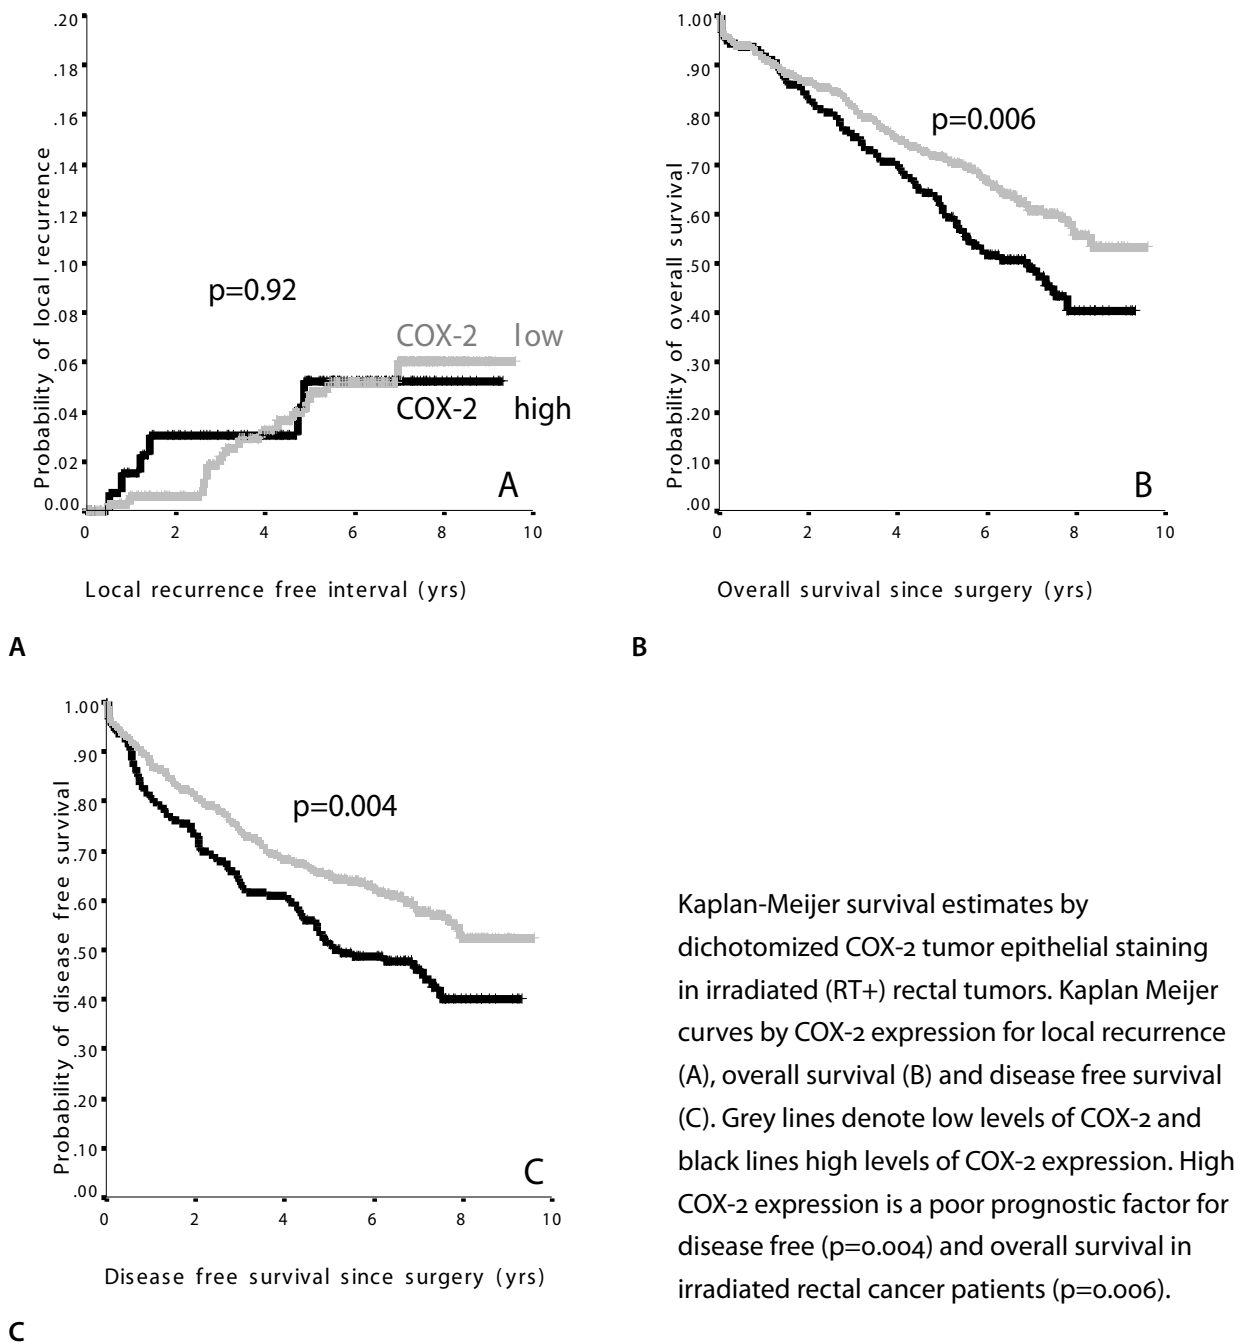 .20
.18
.16
.14
.12
.10
.08
.06
.04
.02
0.00
Probability of local recurrence
p=0.92
COX-2 low
COX-2 high
A
0 2 4 6 8 10
Local recurrence free interval (yrs)
A
1.00
.90
.80
.70
.60
.50
.40
.30
.20
.10
.00
Probability of overall survival
p=0.006
B
0 2 4 6 8 10
Overall survival since surgery (yrs)
B
1.00
.90
.80
.70
.60
.50
.40
.30
.20
.10
.00
Probability of disease free survival
p=0.004
C
0 2 4 6 8 10
Disease free survival since surgery (yrs)
C
Kaplan-Meijer survival estimates by
dichotomized COX-2 tumor epithelial staining
in irradiated (RT+) rectal tumors. Kaplan Meijer
curves by COX-2 expression for local recurrence
(A), overall survival (B) and disease free survival
(C). Grey lines denote low levels of COX-2 and
black lines high levels of COX-2 expression. High
COX-2 expression is a poor prognostic factor for
disease free (p=0.004) and overall survival in
irradiated rectal cancer patients (p=0.006).